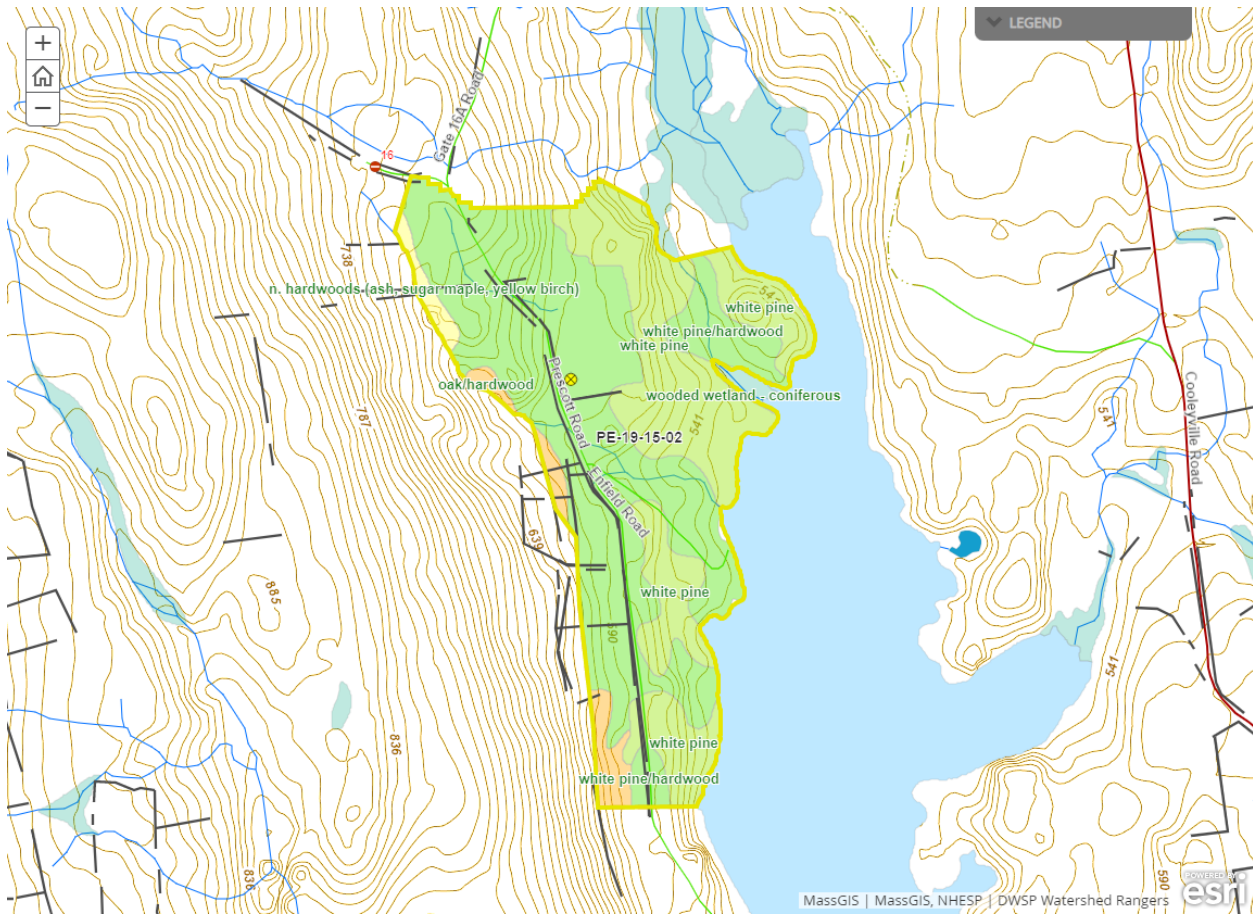 LEGEND
+
−
16
Gate 16A Road
738
n. hardwoods (ash, sugar maple, yellow birch)
541
white pine
white pine/hardwood
white pine
Prescott Road
oak/hardwood
wooded wetland - coniferous
787
541
541
Cooleyville Road
PE-19-15-02
Enfield Road
639
885
white pine
590
541
836
white pine
white pine/hardwood
836
590
POWERED BY
esri
MassGIS | MassGIS, NHESP | DWSP Watershed Rangers